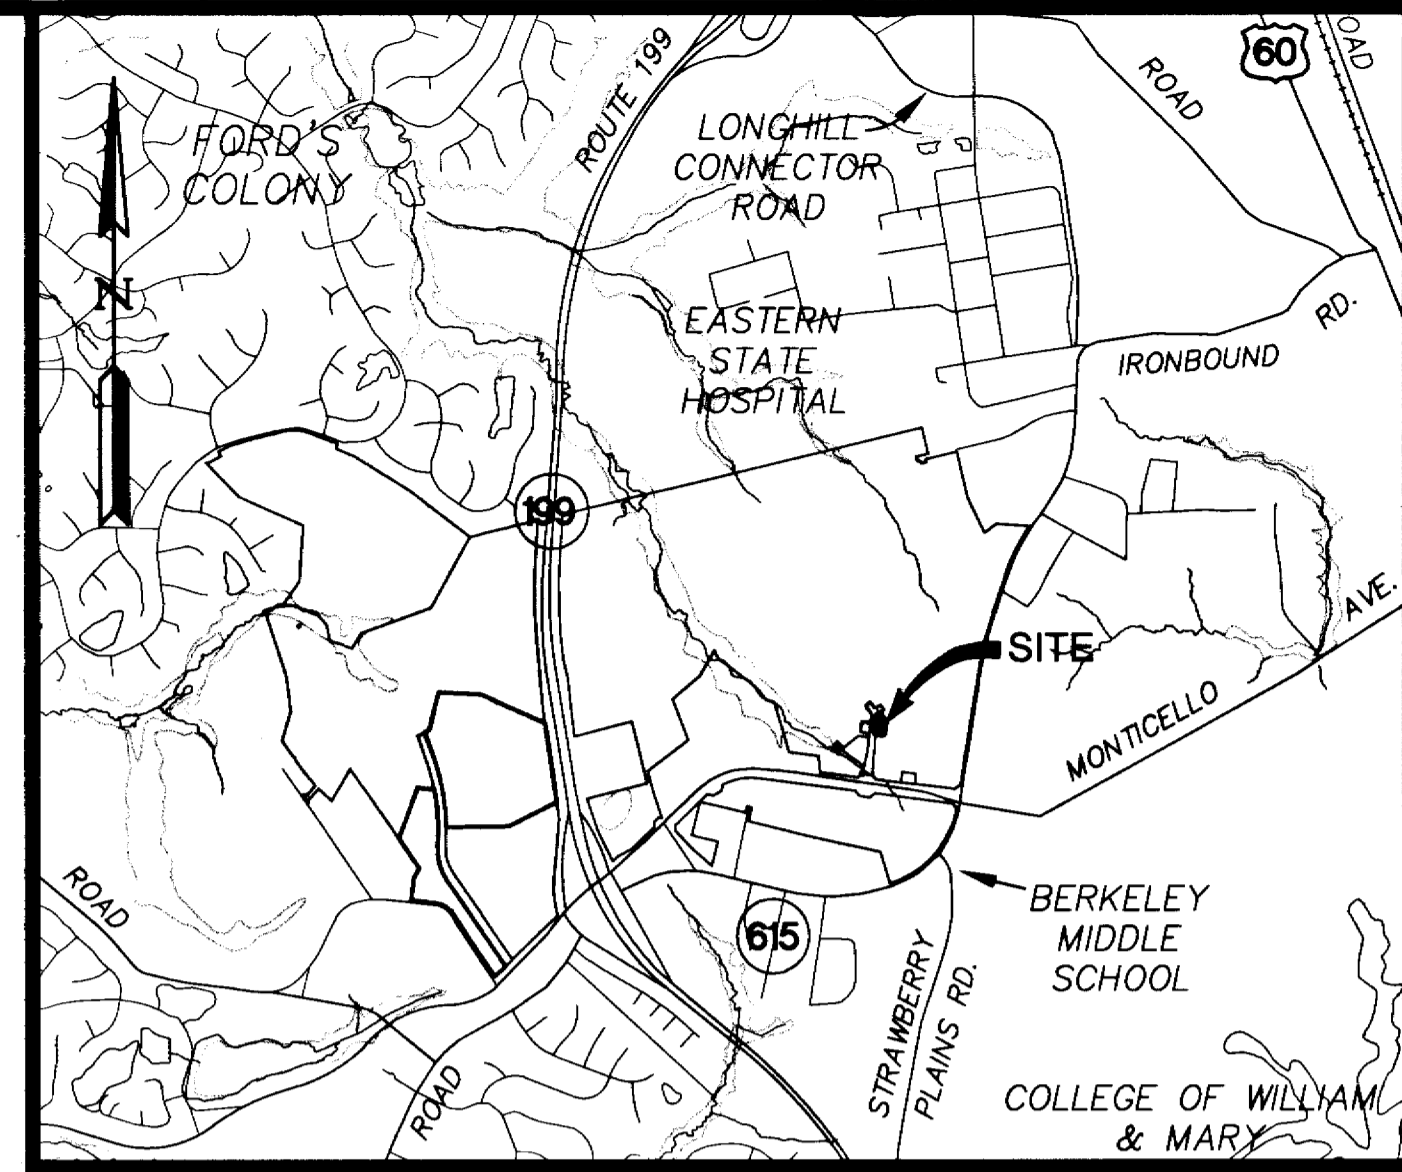 60
ROAD
ROAD
ROUTE 199
FORD'S
COLONY
LONGHILL
CONNECTOR
ROAD
N
EASTERN
STATE
HOSPITAL
RD.
IRONBOUND
199
AVE.
SITE
MONTICELLO
ROAD
BERKELEY
MIDDLE
SCHOOL
615
STRAWBERRY
PLAINS RD.
ROAD
COLLEGE OF WILLIAM
& MARY